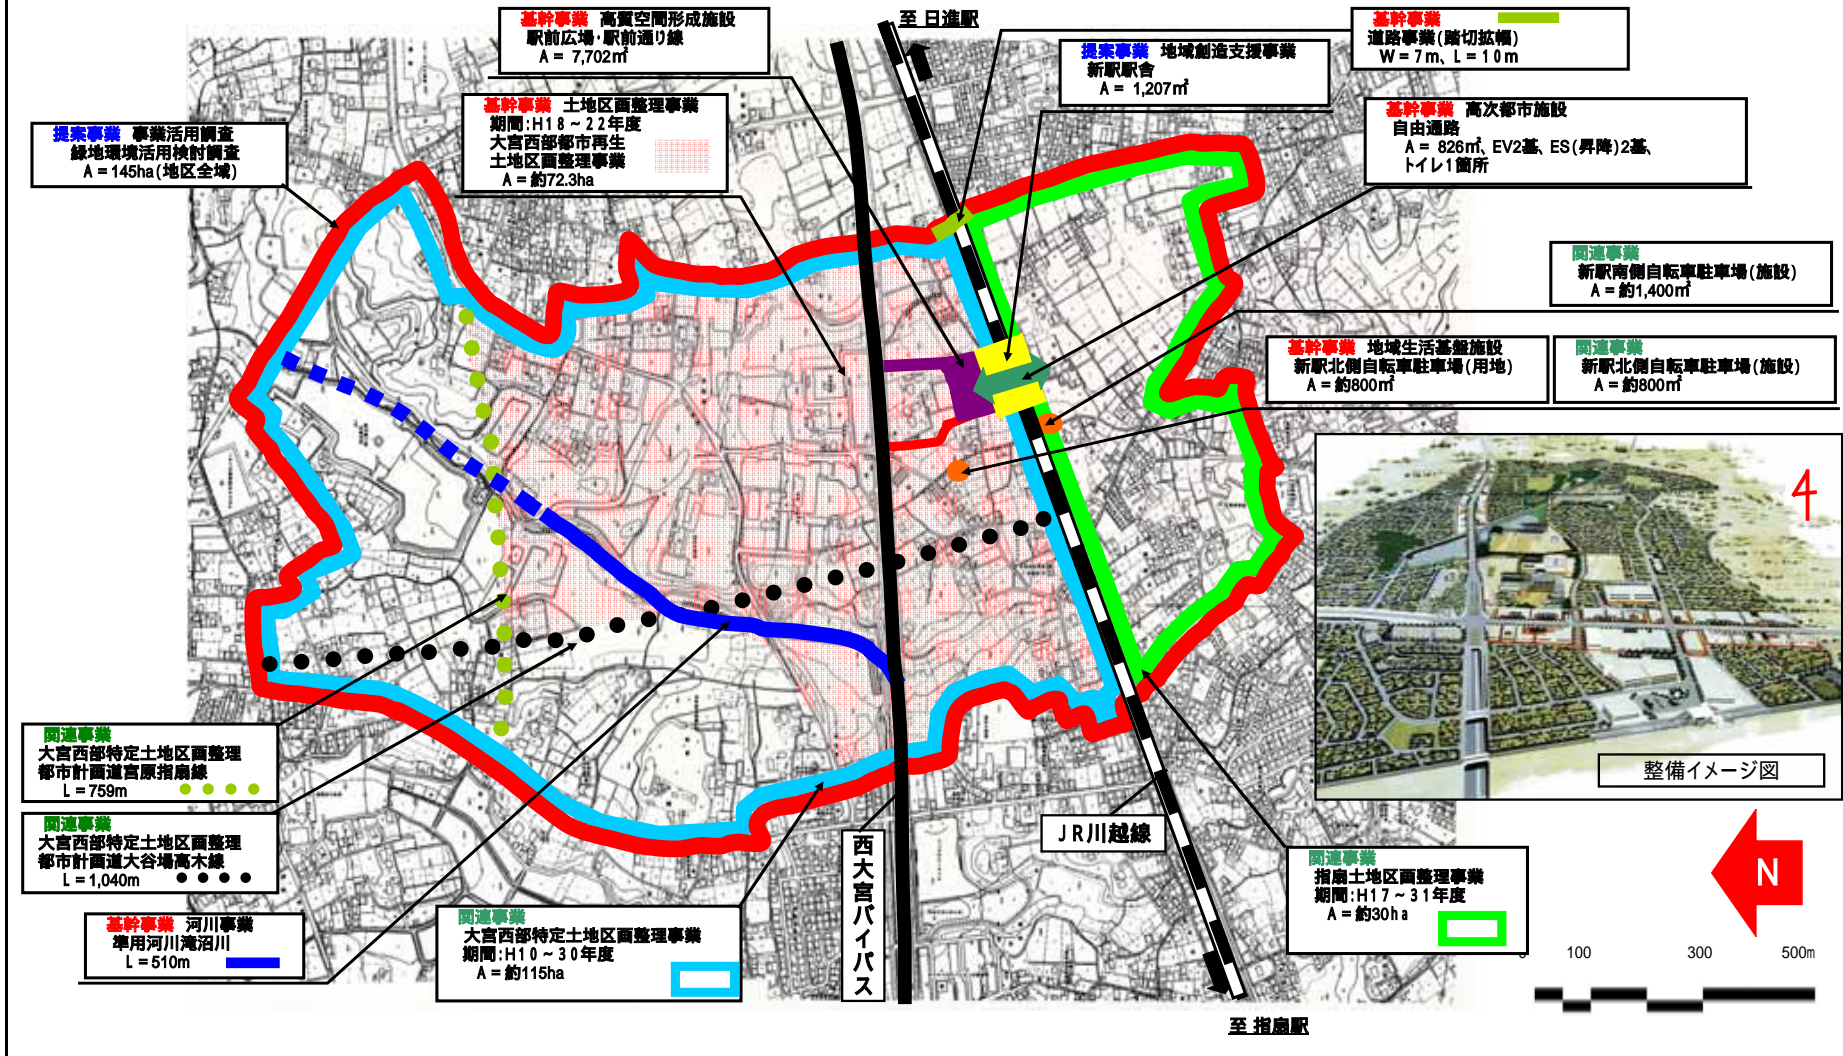 基幹事業 高質空間形成施設
駅前広場・駅前通り線
A = 7,702㎡
至 日進駅
提案事業 地域創造支援事業
新駅駅舎
A = 1,207㎡
基幹事業
道路事業(踏切拡幅)
W = 7m、L = 10m
基幹事業 土地区画整理事業
期間:H18～22年度
大宮西部都市再生
土地区画整理事業
A = 約72.3ha
基幹事業 高次都市施設
自由通路
A = 826㎡、EV2基、ES(昇降)2基、
トイレ1箇所
提案事業 事業活用調査
緑地環境活用検討調査
A = 145ha(地区全域)
関連事業
新駅南側自転車駐車場(施設)
A = 約1,400㎡
基幹事業 地域生活基盤施設
新駅北側自転車駐車場(用地)
A = 約800㎡
関連事業
新駅北側自転車駐車場(施設)
A = 約800㎡
整備イメージ図
関連事業
大宮西部特定土地区画整理
都市計画道宮原指扇線
L = 759m
関連事業
大宮西部特定土地区画整理
都市計画道大谷場高木線
L = 1,040m
基幹事業 河川事業
準用河川滝沼川
L = 510m
関連事業
大宮西部特定土地区画整理事業
期間:H10～30年度
A = 約115ha
西大宮バイパス
JR川越線
関連事業
指扇土地区画整理事業
期間:H17～31年度
A = 約30ha
N
0 100 300 500m
至 指扇駅